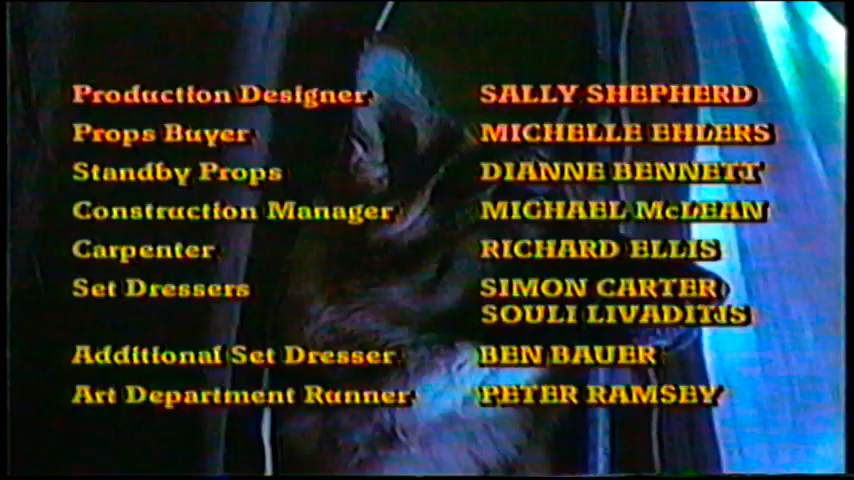 Production Designer SALLY SHEPHERD
Props Buyer MICHELLE EHLERS
Standby Props DIANNE BENNETT
Construction Manager MICHAEL McLEAN
Carpenter RICHARD ELLIS
Set Dressers SIMON CARTER
SOULI LIVADITIS
Additional Set Dresser BEN BAUER
Art Department Runner PETER RAMSEY